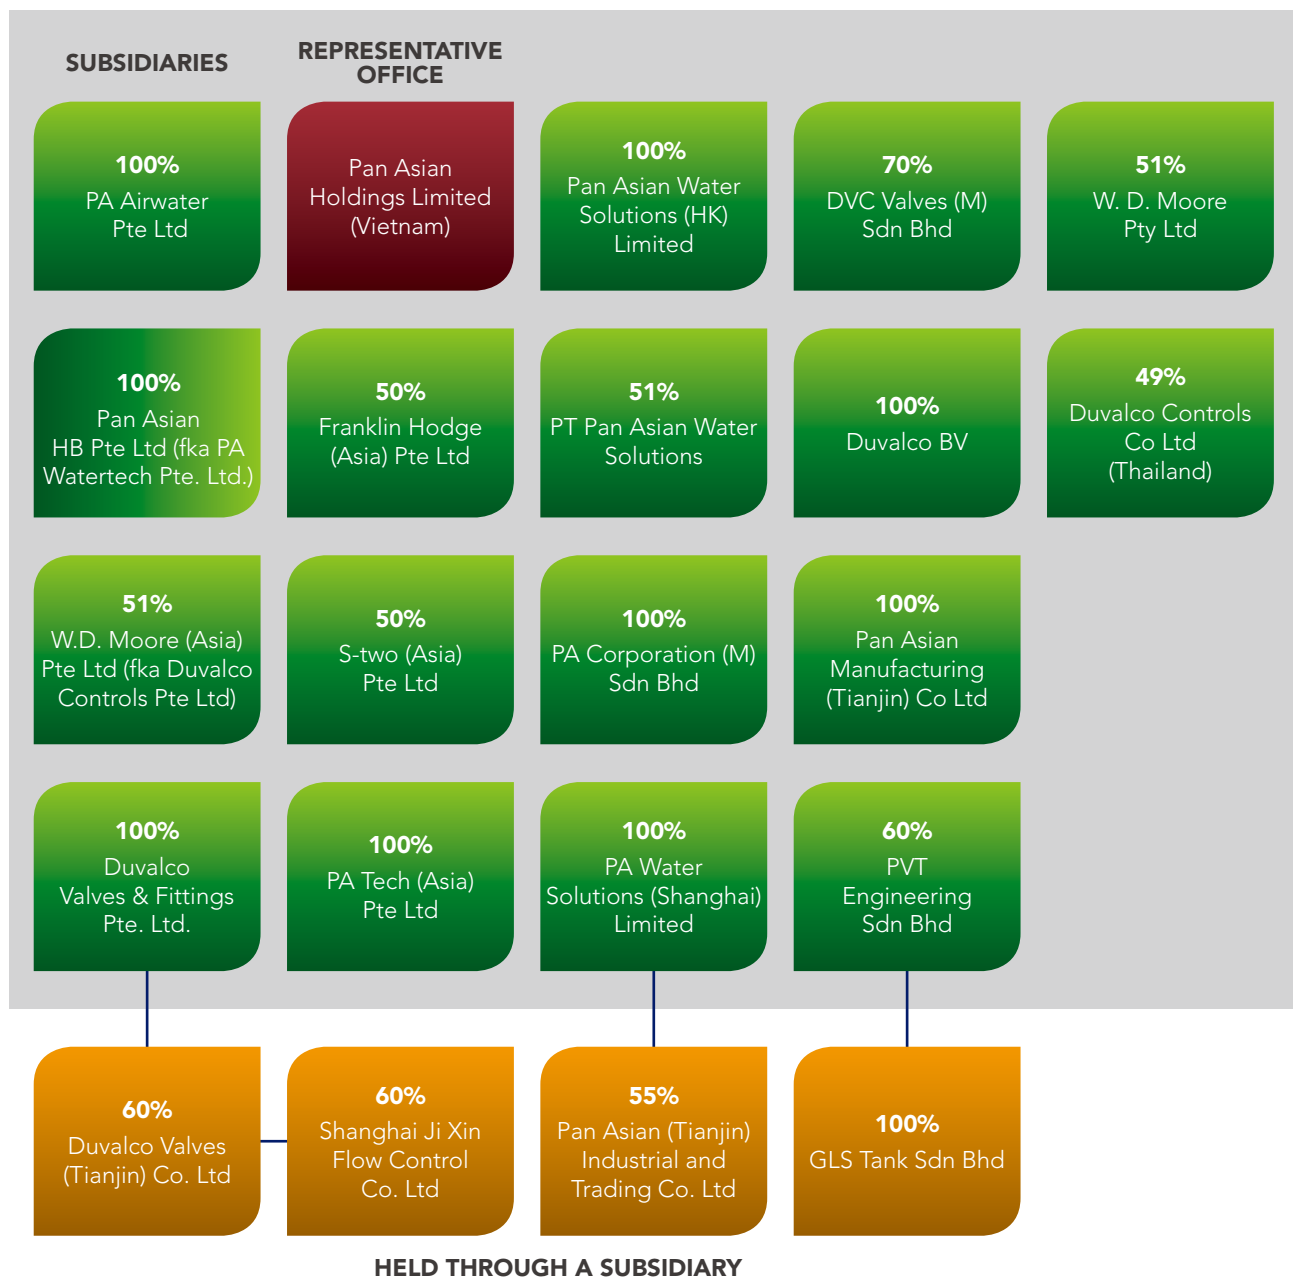 SUBSIDIARIES
REPRESENTATIVE
OFFICE
100%
PA Airwater
Pte Ltd
Pan Asian
Holdings Limited
(Vietnam)
100%
Pan Asian Water
Solutions (HK)
Limited
70%
DVC Valves (M)
Sdn Bhd
51%
W. D. Moore
Pty Ltd
100%
Pan Asian
HB Pte Ltd (fka PA
Watertech Pte. Ltd.)
50%
Franklin Hodge
(Asia) Pte Ltd
51%
PT Pan Asian Water
Solutions
100%
Duvalco BV
49%
Duvalco Controls
Co Ltd
(Thailand)
51%
W.D. Moore (Asia)
Pte Ltd (fka Duvalco
Controls Pte Ltd)
50%
S-two (Asia)
Pte Ltd
100%
PA Corporation (M)
Sdn Bhd
100%
Pan Asian
Manufacturing
(Tianjin) Co Ltd
100%
Duvalco
Valves & Fittings
Pte. Ltd.
100%
PA Tech (Asia)
Pte Ltd
100%
PA Water
Solutions (Shanghai)
Limited
60%
PVT
Engineering
Sdn Bhd
60%
Duvalco Valves
(Tianjin) Co. Ltd
60%
Shanghai Ji Xin
Flow Control
Co. Ltd
55%
Pan Asian (Tianjin)
Industrial and
Trading Co. Ltd
100%
GLS Tank Sdn Bhd
HELD THROUGH A SUBSIDIARY